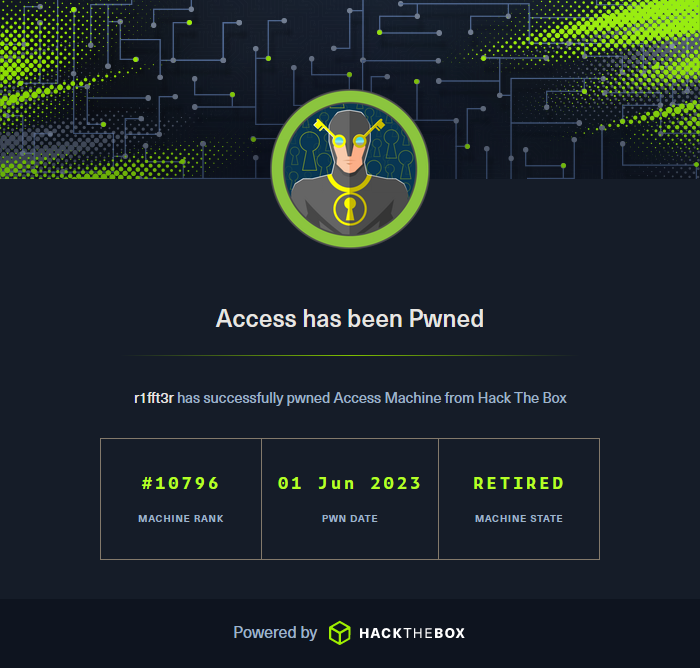 Access has been Pwned
r1fft3r has successfully pwned Access Machine from Hack The Box
#10796 01 Jun 2023 RETIRED
MACHINE RANK PWN DATE MACHINE STATE
Powered by HACKTHEBOX